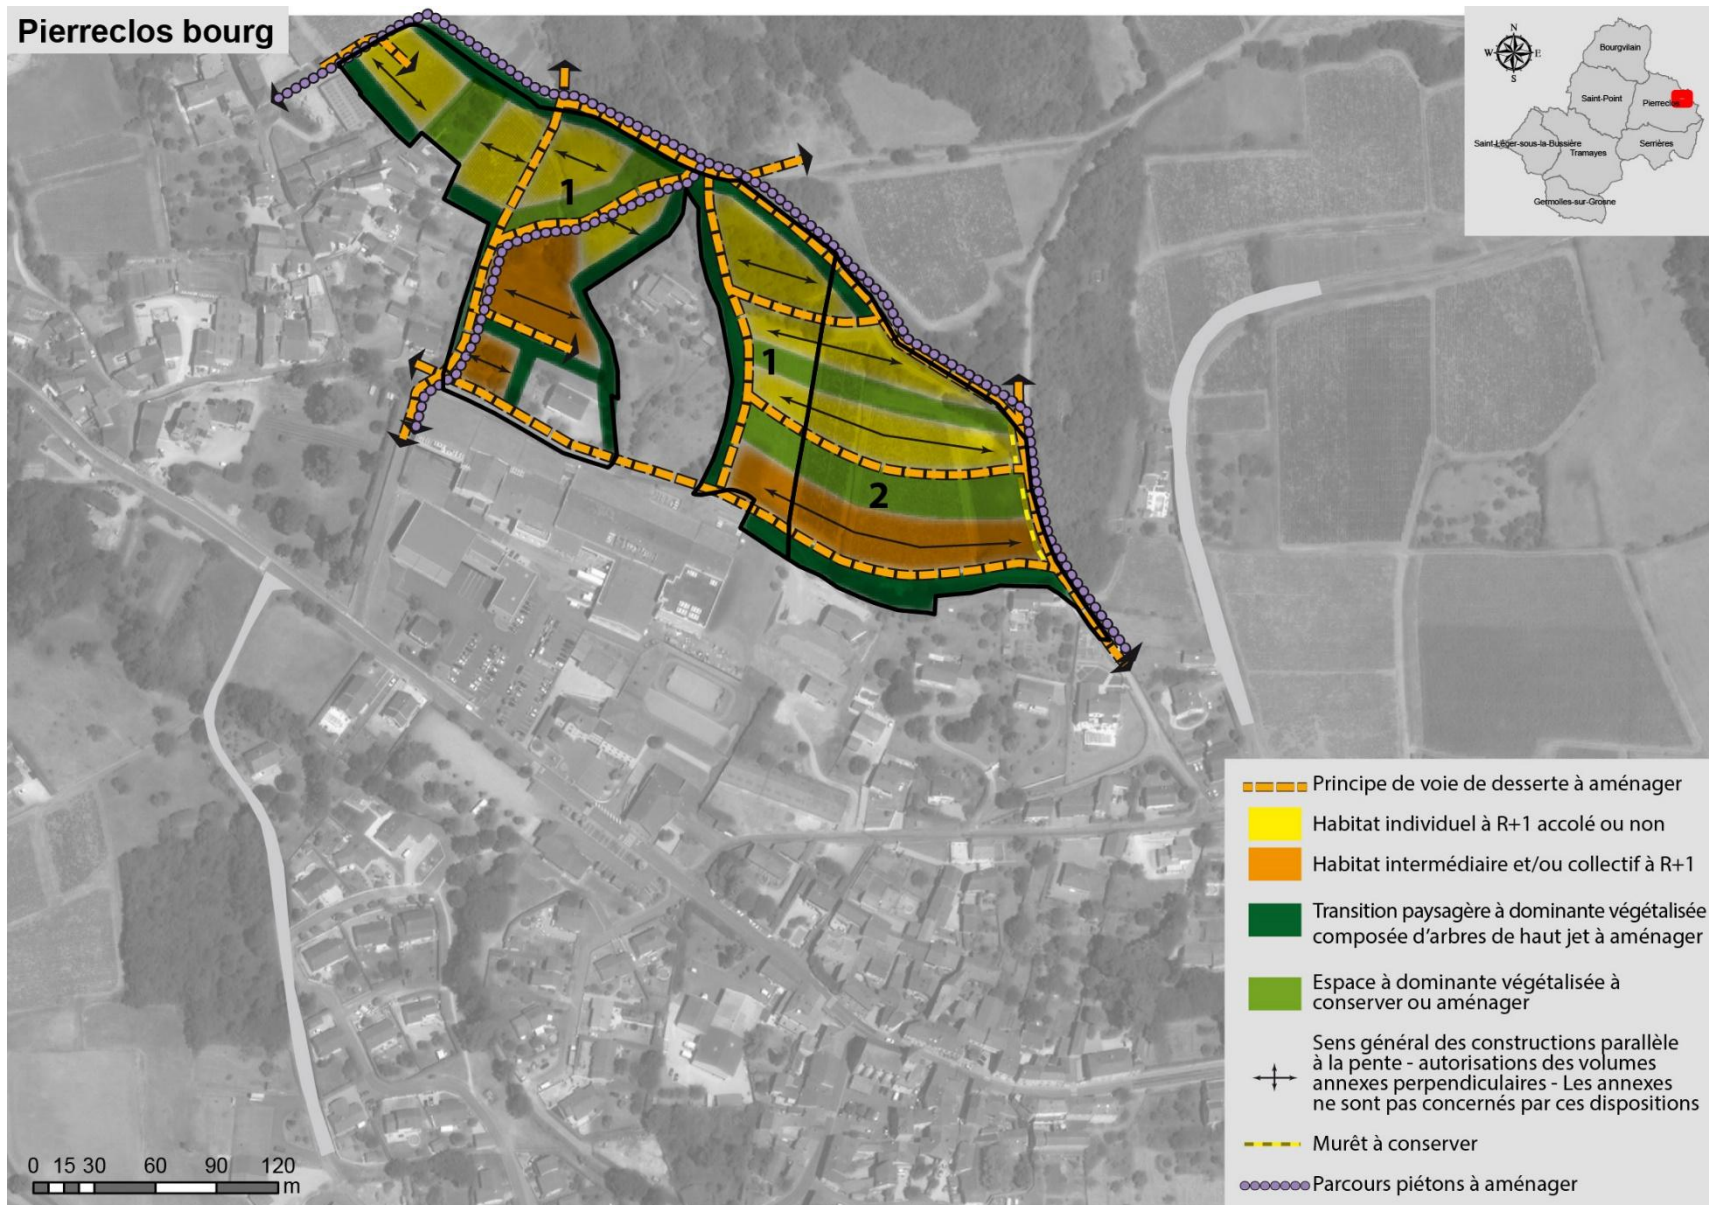 Pierreclos bourg
N
W E
S
Bourgvilain
Saint-Point
Pierreclos
Saint-Léger-sous-la-Bussière
Tramayes
Serrières
Germolles-sur-Grosne
1
1
2
Principe de voie de desserte à aménager
Habitat individuel à R+1 accolé ou non
Habitat intermédiaire et/ou collectif à R+1
Transition paysagère à dominante végétalisée
composée d'arbres de haut jet à aménager
Espace à dominante végétalisée à
conserver ou aménager
Sens général des constructions parallèle
à la pente - autorisations des volumes
annexes perpendiculaires - Les annexes
ne sont pas concernés par ces dispositions
Murêt à conserver
Parcours piétons à aménager
0 15 30 60 90 120
m